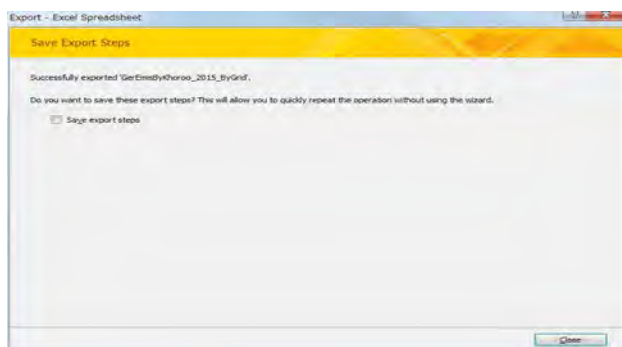 Export - Excel Spreadsheet
Save Export Steps
Successfully exported 'GerEmsByKhoroo_2015_ByGrid'.
Do you want to save these export steps? This will allow you to quickly repeat the operation without using the wizard.
Save export steps
Close